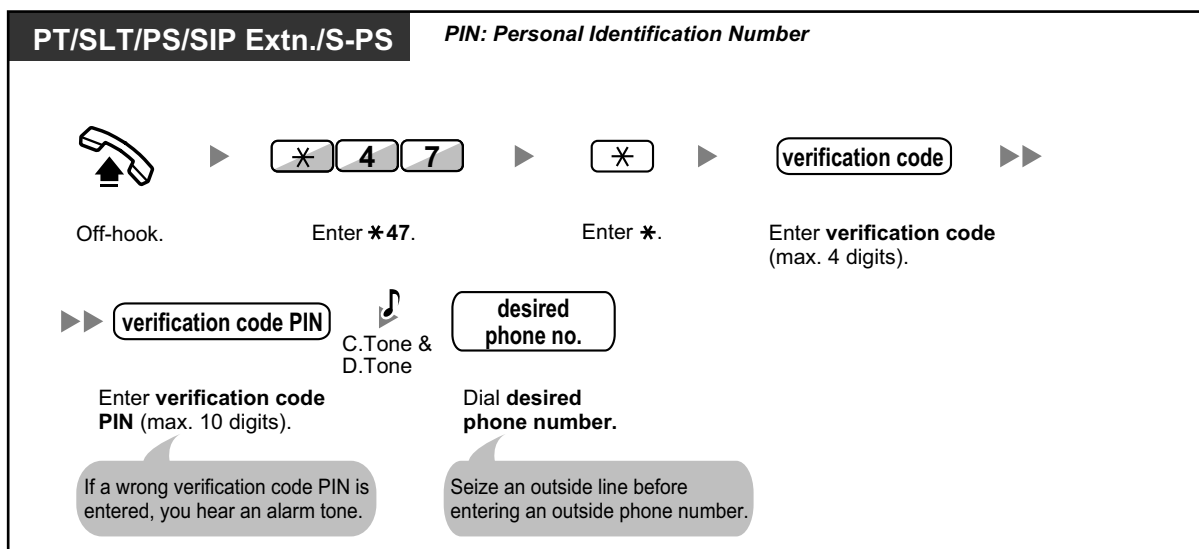 PT/SLT/PS/SIP Extn./S-PS
PIN: Personal Identification Number
* 4 7
*
verification code
Off-hook.
Enter *47.
Enter *.
Enter verification code
(max. 4 digits).
verification code PIN
C.Tone &
D.Tone
desired
phone no.
Enter verification code
PIN (max. 10 digits).
Dial desired
phone number.
If a wrong verification code PIN is
entered, you hear an alarm tone.
Seize an outside line before
entering an outside phone number.